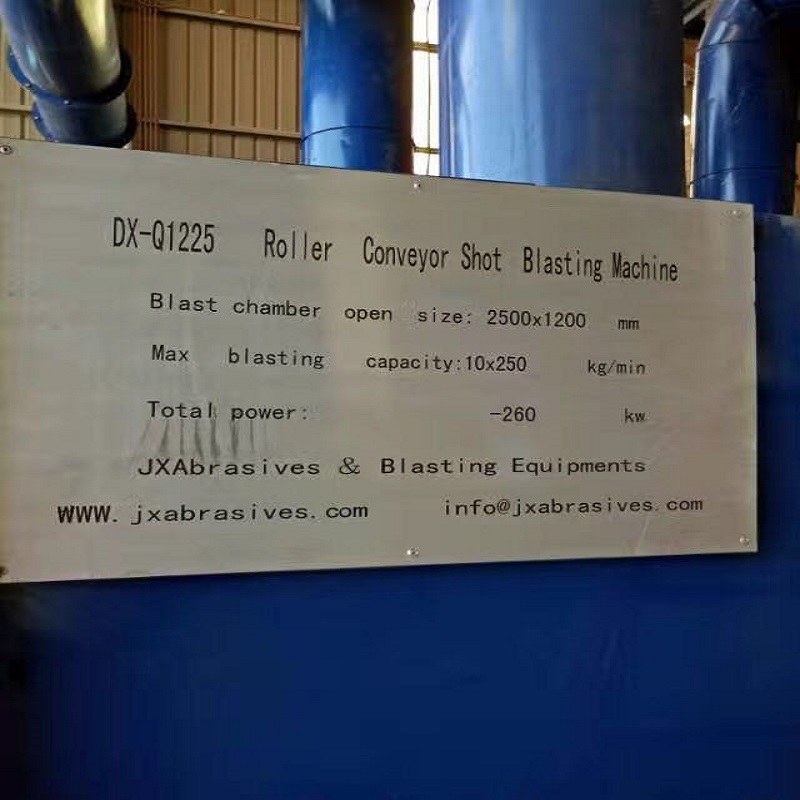 DX-Q1225 Roller Conveyor Shot Blasting Machine
Blast chamber open size: 2500x1200 mm
Max blasting capacity:10x250 kg/min
Total power: -260 kw
JXAbrasives & Blasting Equipments
www.jxabrasives.com info@jxabrasives.com